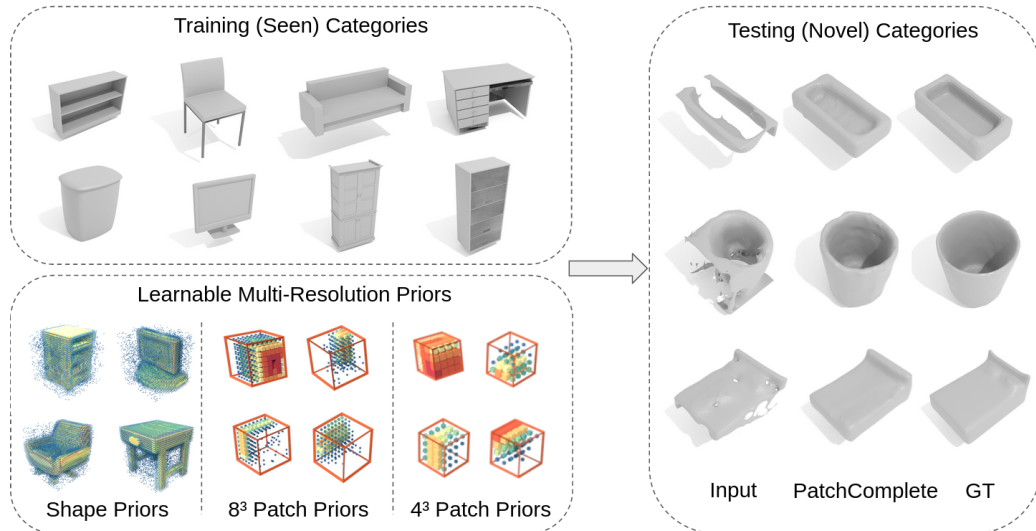 Training (Seen) Categories
Learnable Multi-Resolution Priors
Shape Priors
8³ Patch Priors
4³ Patch Priors
Testing (Novel) Categories
Input
PatchComplete
GT